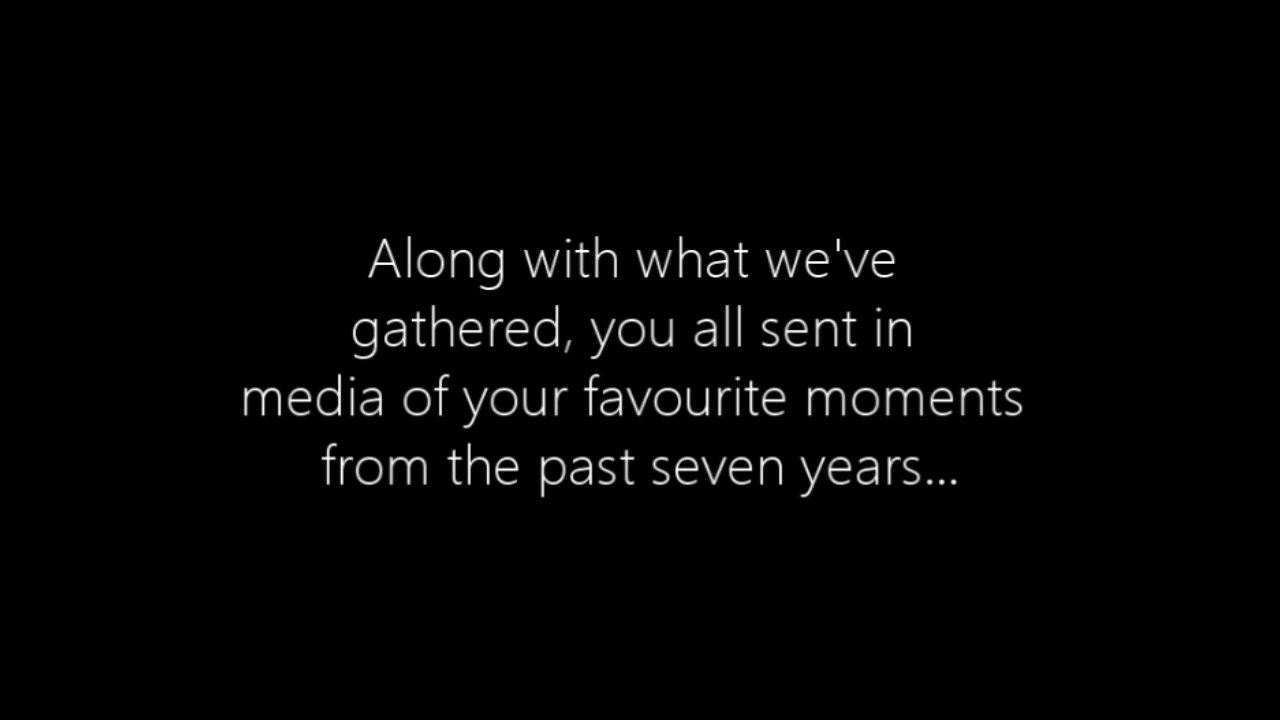 Along with what we've
gathered, you all sent in
media of your favourite moments
from the past seven years...